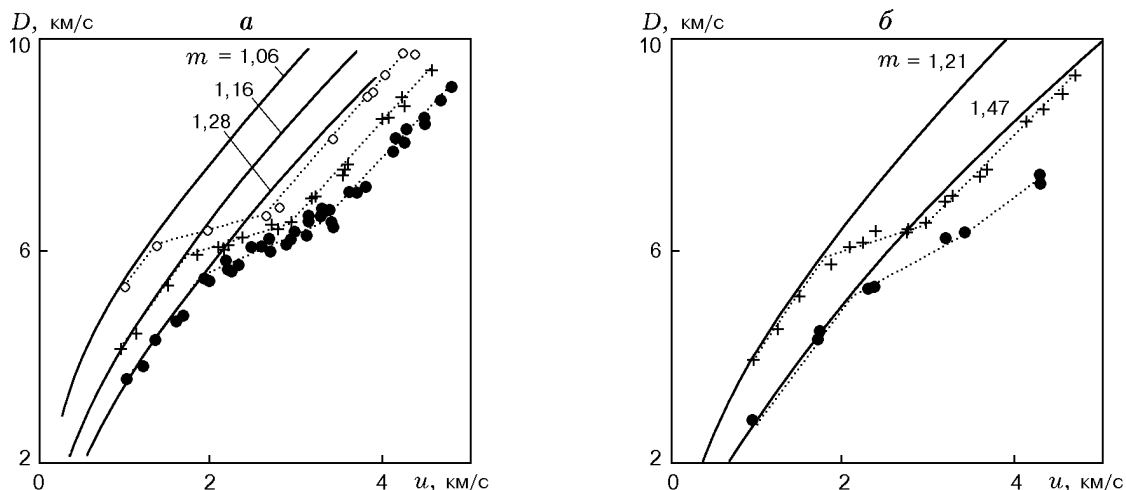 D, км/с а
10
m = 1,06
1,16
1,28
6
2
0 2 4 u, км/с
D, км/с б
10
m = 1,21
1,47
6
2
0 2 4 u, км/с